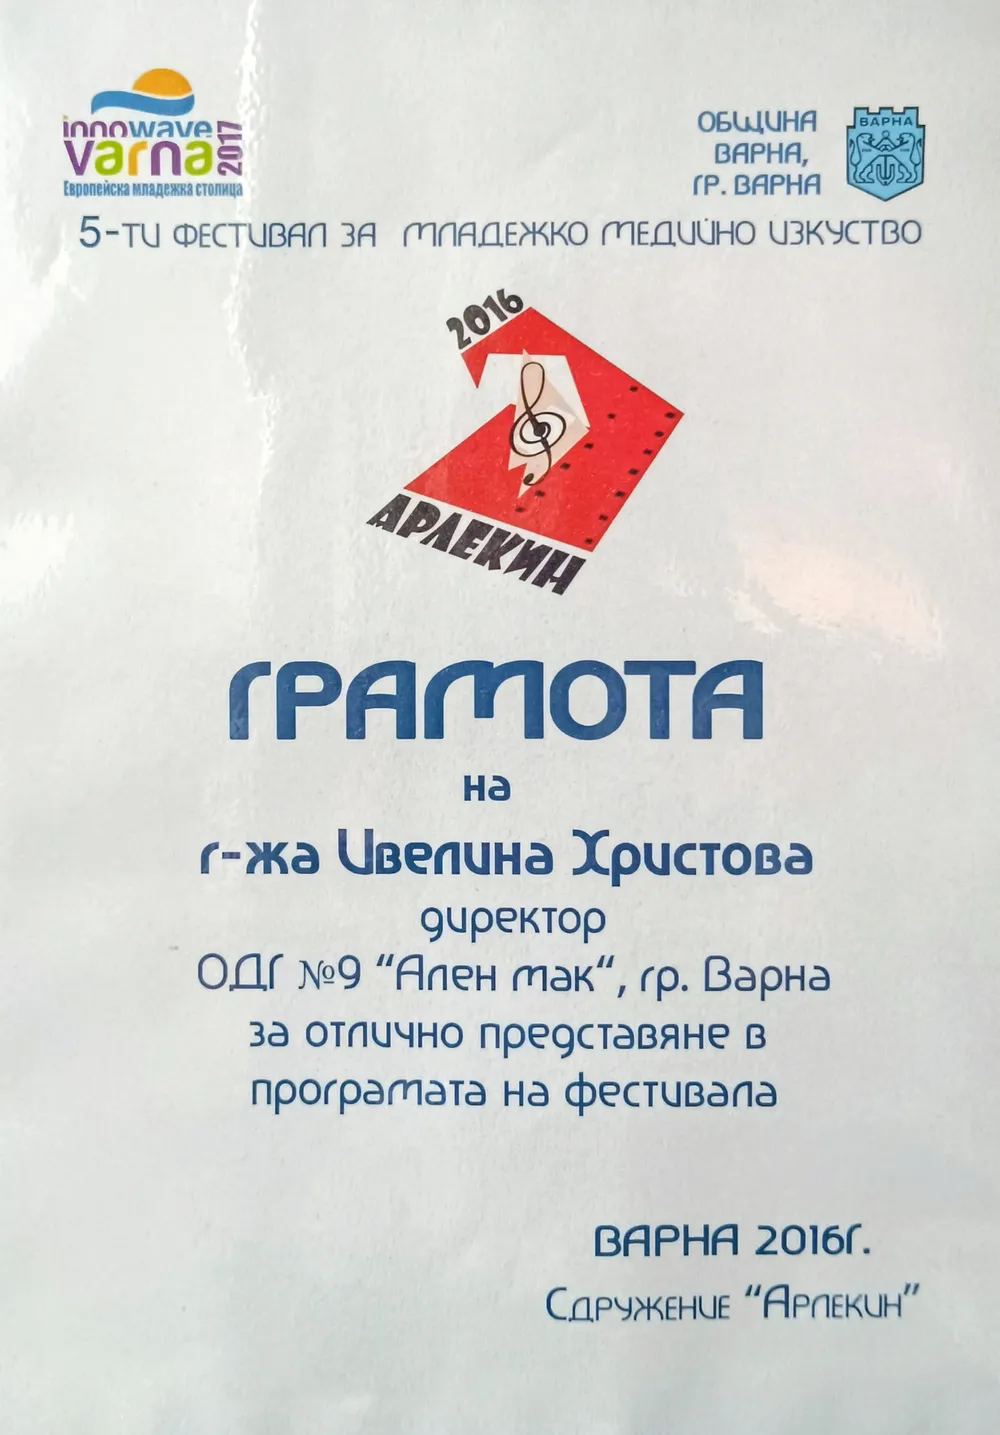 innowave
varna 2017
Европейска младежка столица
ОБЩИНА
ВАРНА,
ГР. ВАРНА
ВАРНА
5-ТИ ФЕСТИВАЛ ЗА МЛАДЕЖКО МЕДИЙНО ИЗКУСТВО
2016
АРЛЕКИН
ГРАМОТА
на
г-жа Ивелина Христова
директор
ОДГ №9 “Ален мак“, гр. Варна
за отлично представяне в
програмата на фестивала
ВАРНА 2016г.
Сдружение “Арлекин”